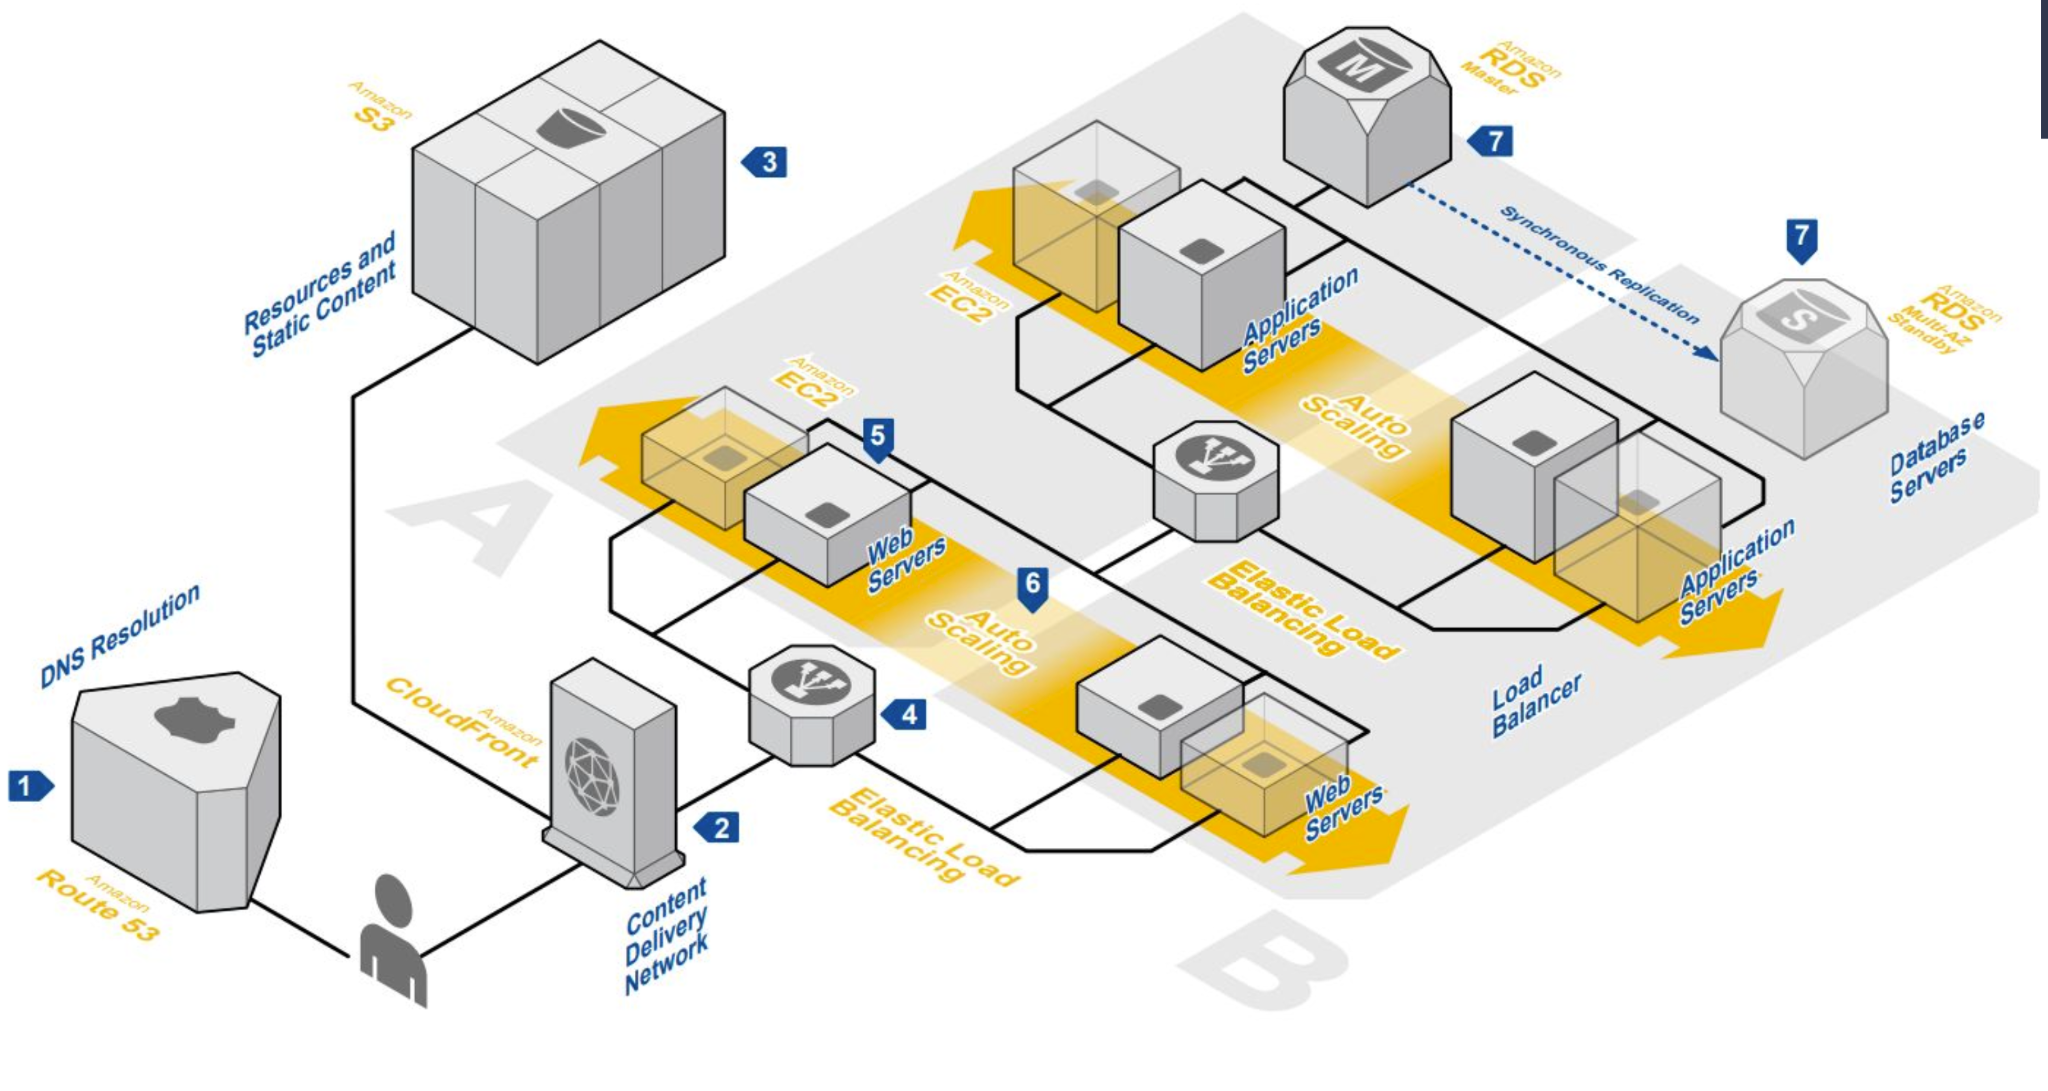 Amazon
S3
3
Resources and
Static Content
Amazon
RDS
Master
M
7
Synchronous Replication
7
Amazon
RDS
Multi-Az
Standby
S
Database
Servers
Amazon
EC2
Application
Servers
Auto
Scaling
Application
Servers
Elastic Load
Balancing
Load
Balancer
Amazon
EC2
5
Web
Servers
6
Auto
Scaling
Web
Servers
4
Elastic Load
Balancing
A
B
DNS Resolution
1
Amazon
Route 53
Amazon
CloudFront
2
Content
Delivery
Network